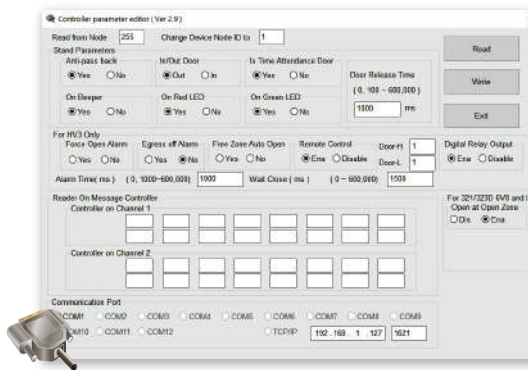 Controller parameter editor ( Ver 2.9 )
Read from Node 255 Change Device Node ID to 1
Stand Parameters
Anti-pass back In/Out Door Is Time Attendance Door
Yes No Out In Yes No
On Beeper On Red LED On Green LED
Yes No Yes No Yes No
Door Release Time
( 0, 100 ~ 600,000 )
1000 ms
Read
Write
Exit
For HV3 Only
Force Open Alarm Egress off Alarm Free Zone Auto Open Remote Control Door-H 1 Digital Relay Output
Yes No Yes No Yes No Ena Disable Door-L 1 Ena Disable
Alarm Time( ms ) ( 0, 1000~600,000) 1000 Wait Close ( ms ) ( 0 ~ 600,000) 1500
Reader On Message Controller
Controller on Channel 1
Controller on Channel 2
For 321/323D 6V8 and
Open at Open Zone
Dis Ena
Communication Port
COM1 COM2 COM3 COM4 COM5 COM6 COM7 COM8 COM9
COM10 COM11 COM12 TCP/IP 192 . 168 . 1 . 127 1621